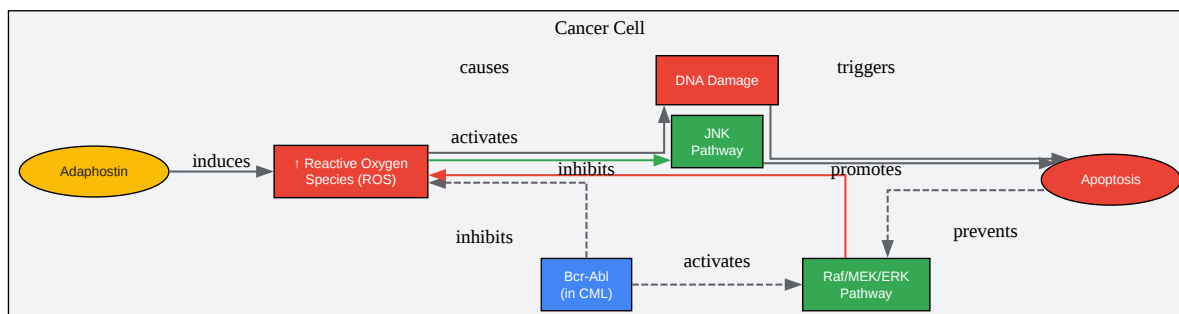 Cancer Cell
causes
DNA Damage
triggers
activates
JNK
Pathway
Adaphostin
induces
↑ Reactive Oxygen
Species (ROS)
inhibits
promotes
Apoptosis
inhibits
prevents
activates
Bcr-Abl
(in CML)
Raf/MEK/ERK
Pathway